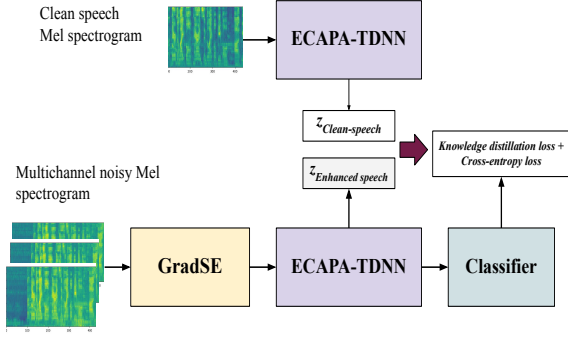 Clean speech
Mel spectrogram
ECAPA-TDNN
z Clean-speech
z Enhanced speech
Knowledge distillation loss +
Cross-entropy loss
Multichannel noisy Mel
spectrogram
GradSE
ECAPA-TDNN
Classifier